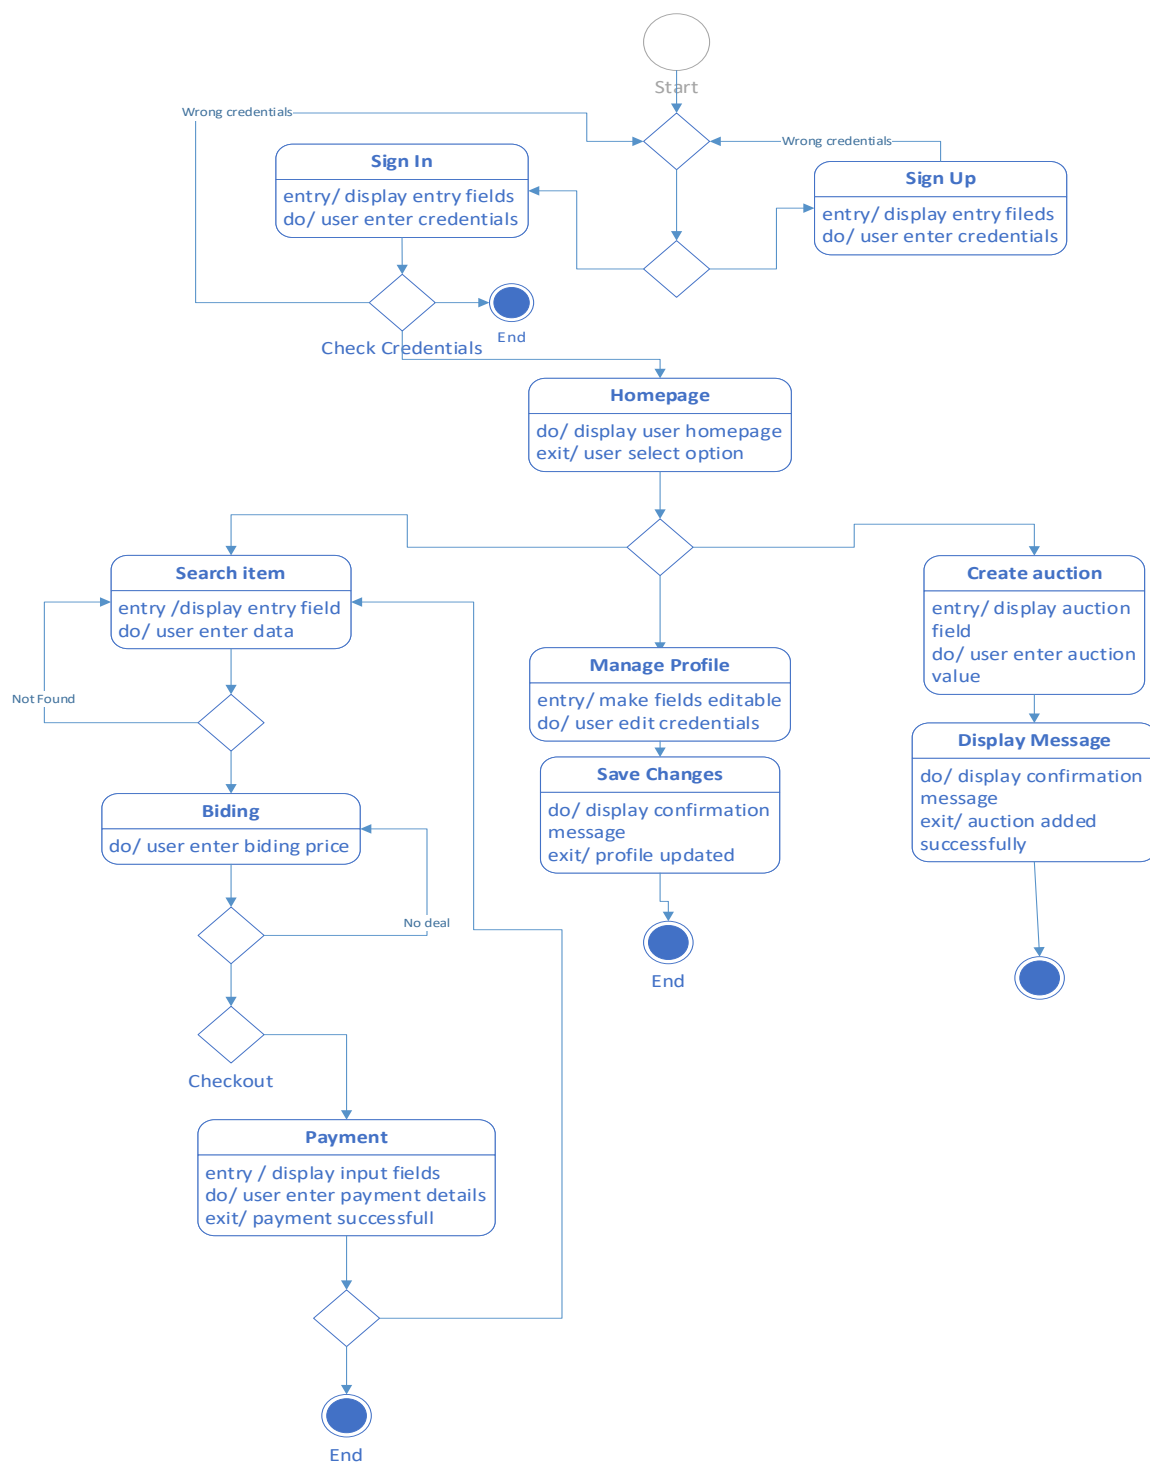 Start
Wrong credentials
Wrong credentials
Sign In
entry/ display entry fields
do/ user enter credentials
Sign Up
entry/ display entry fileds
do/ user enter credentials
End
Check Credentials
Homepage
do/ display user homepage
exit/ user select option
Search item
entry /display entry field
do/ user enter data
Create auction
entry/ display auction
field
do/ user enter auction
value
Not Found
Manage Profile
entry/ make fields editable
do/ user edit credentials
Display Message
do/ display confirmation
message
exit/ auction added
successfully
Save Changes
do/ display confirmation
message
exit/ profile updated
Biding
do/ user enter biding price
No deal
End
Checkout
Payment
entry / display input fields
do/ user enter payment details
exit/ payment successfull
End